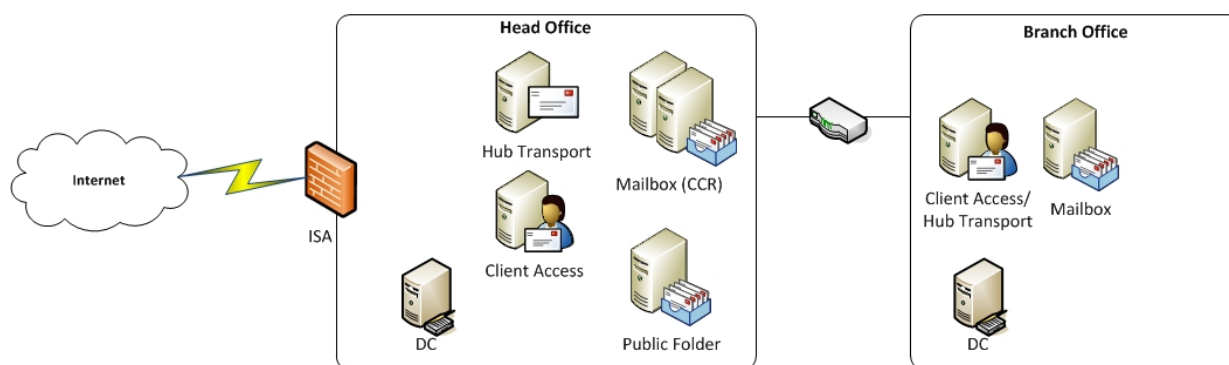 Head Office
Branch Office
Internet
ISA
Hub Transport
Mailbox (CCR)
Client Access
DC
Public Folder
Client Access/
Hub Transport
Mailbox
DC